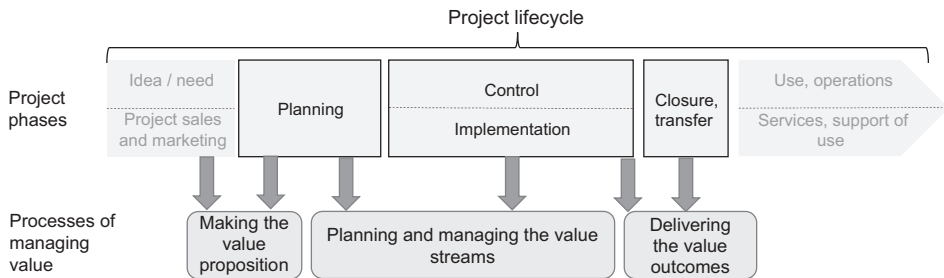 Project lifecycle
Project
phases
Idea / need
Project sales
and marketing
Planning
Control
Implementation
Closure,
transfer
Use, operations
Services, support of
use
Processes of
managing
value
Making the
value
proposition
Planning and managing the value
streams
Delivering
the value
outcomes